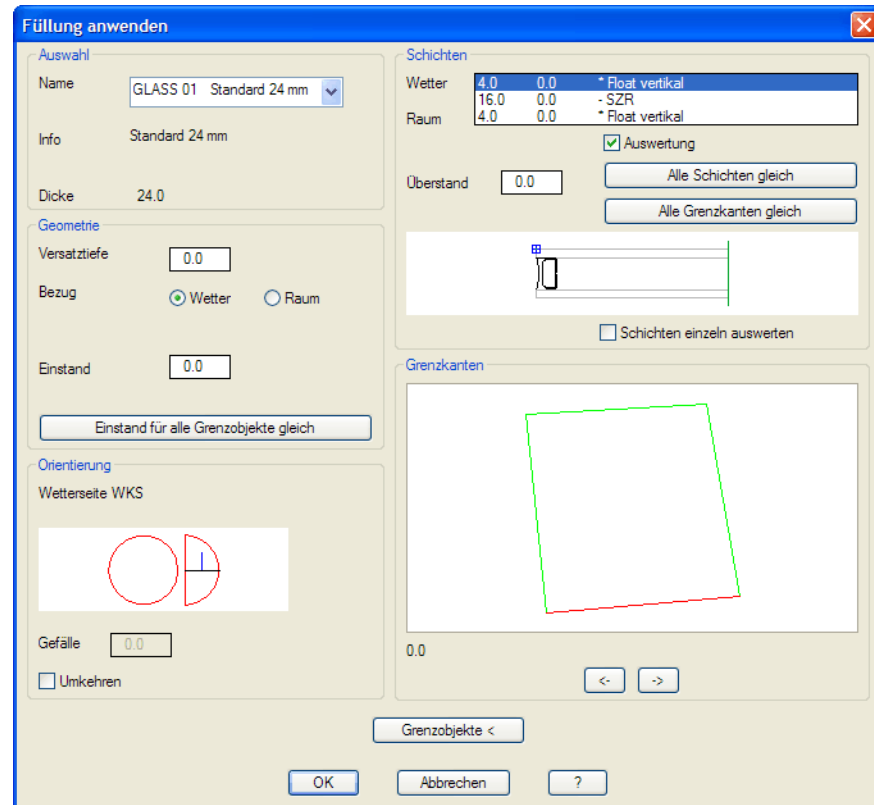 Füllung anwenden
Auswahl
Name
GLASS 01 Standard 24 mm
Info
Standard 24 mm
Dicke
24.0
Geometrie
Versatztiefe
0.0
Bezug
Wetter
Raum
Einstand
0.0
Einstand für alle Grenzobjekte gleich
Orientierung
Wetterseite WKS
Gefälle
0.0
Umkehren
Schichten
Wetter
4.0 0.0 * Float vertikal
16.0 0.0 - SZR
Raum
4.0 0.0 * Float vertikal
Auswertung
Überstand
0.0
Alle Schichten gleich
Alle Grenzkanten gleich
Schichten einzeln auswerten
Grenzkanten
0.0
<-
->
Grenzobjekte <
OK
Abbrechen
?